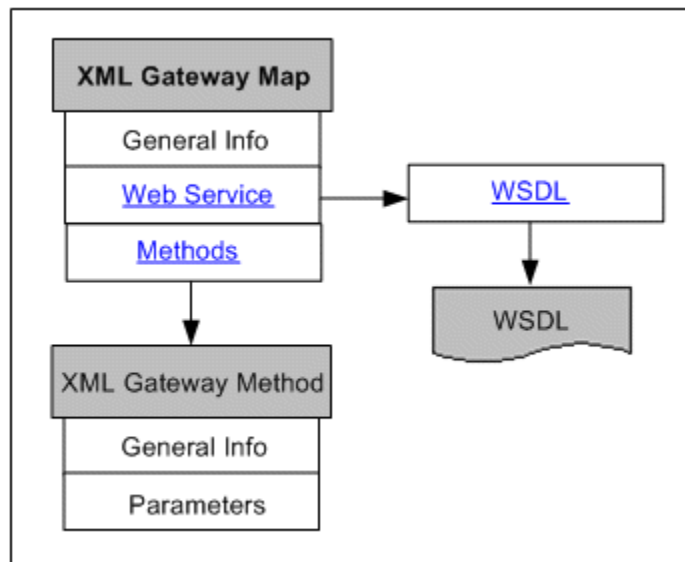 XML Gateway Map
General Info
Web Service
WSDL
Methods
WSDL
XML Gateway Method
General Info
Parameters